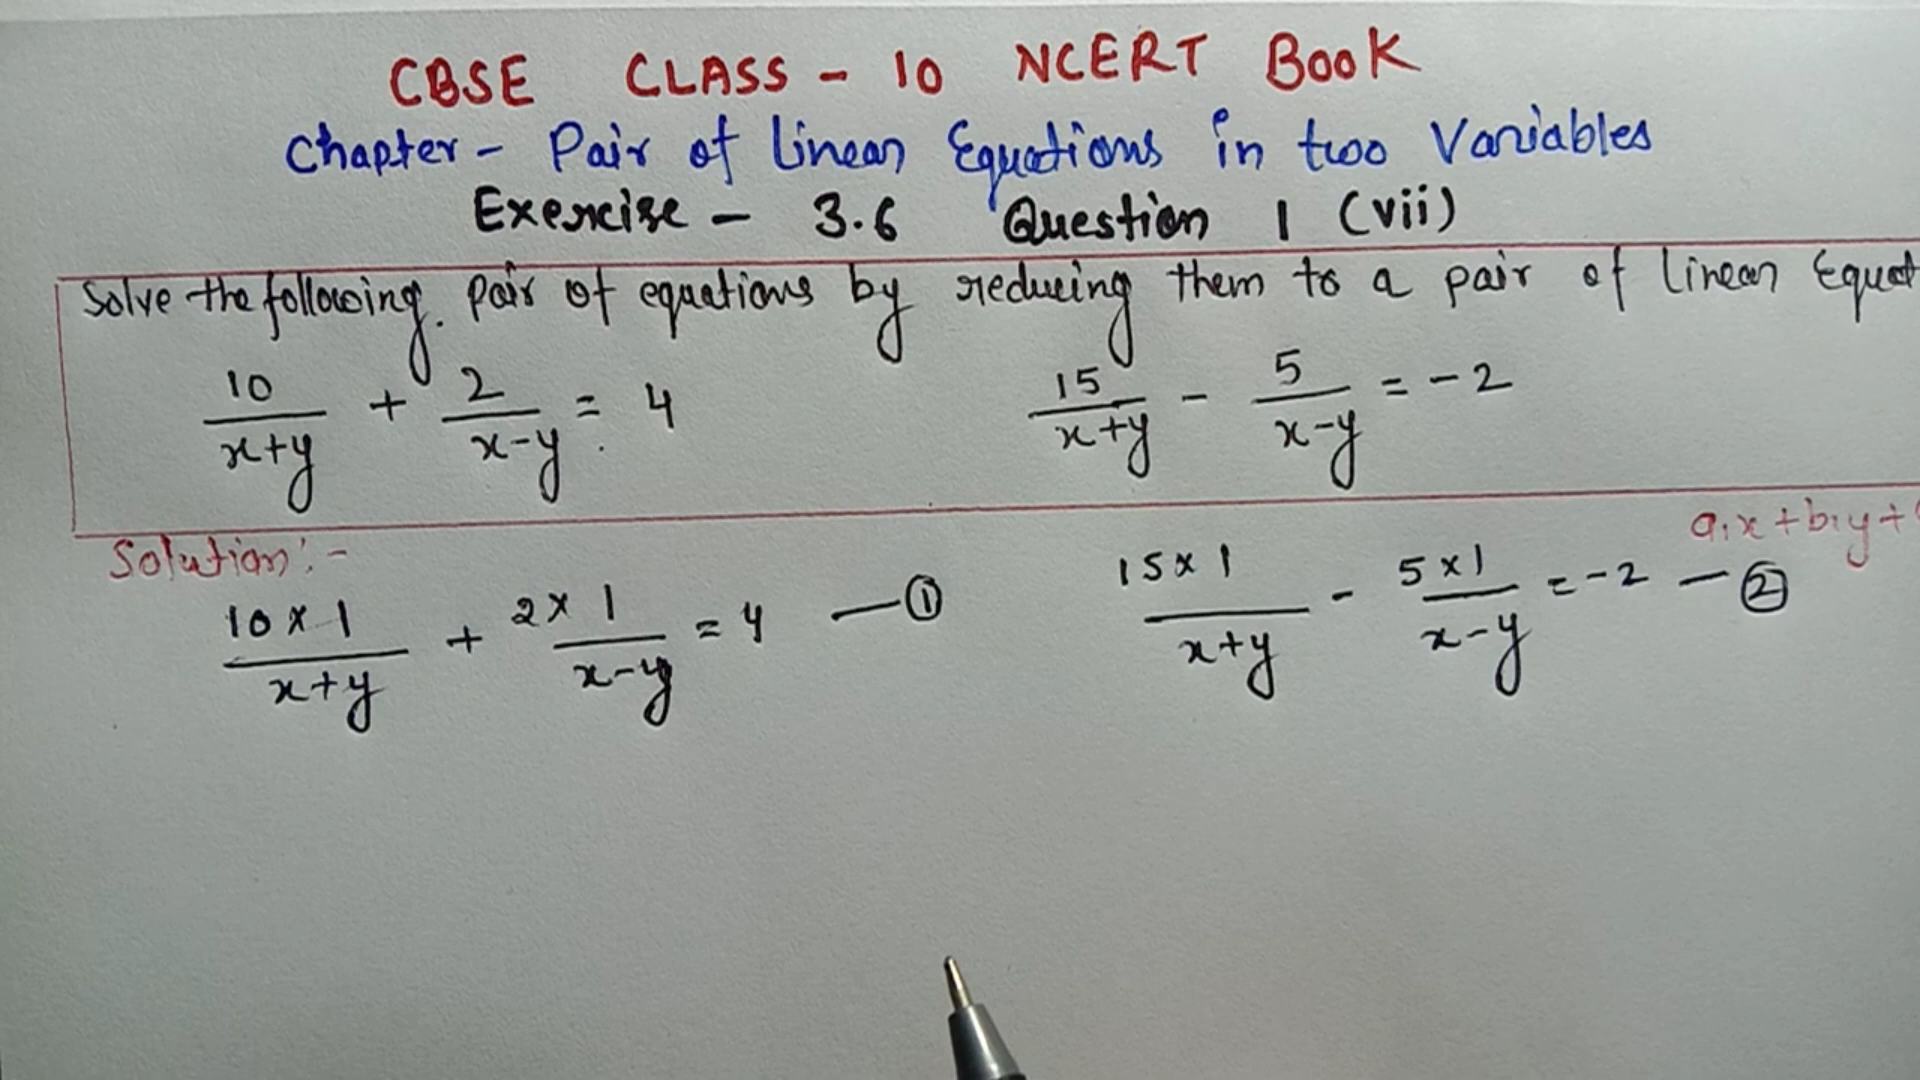 CBSE CLASS - 10 NCERT BOOK
Chapter - Pair of Linear Equations in two Variables
Exercise - 3.6 Question 1 (vii)
Solve the following pair of equations by reducing them to a pair of linear Equat
10/(x+y) + 2/(x-y) = 4    15/(x+y) - 5/(x-y) = -2
a₁x+b₁y+
Solution:-
10×1/(x+y) + 2×1/(x-y) = 4 —①    15×1/(x+y) - 5×1/(x-y) = -2 —②